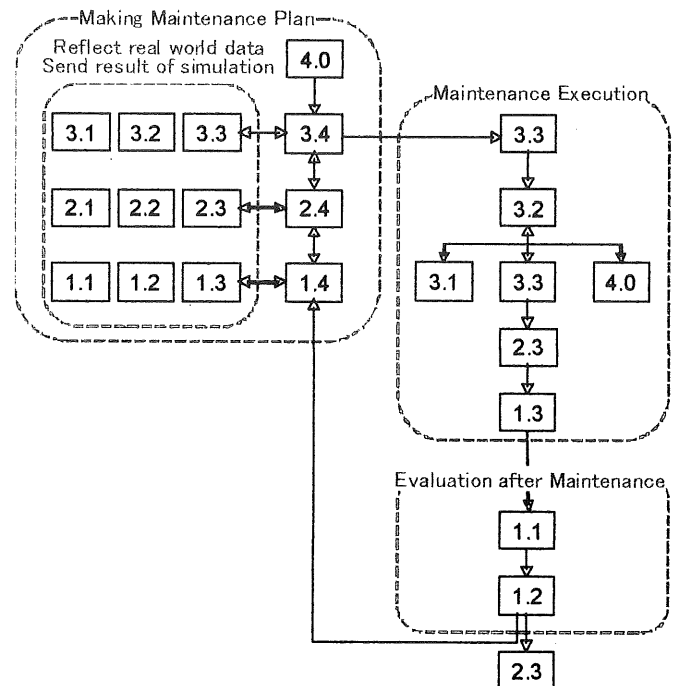 Making Maintenance Plan
Reflect real world data
Send result of simulation
4.0
3.1 3.2 3.3 3.4
2.1 2.2 2.3 2.4
1.1 1.2 1.3 1.4
Maintenance Execution
3.3
3.2
3.1 3.3 4.0
2.3
1.3
Evaluation after Maintenance
1.1
1.2
2.3